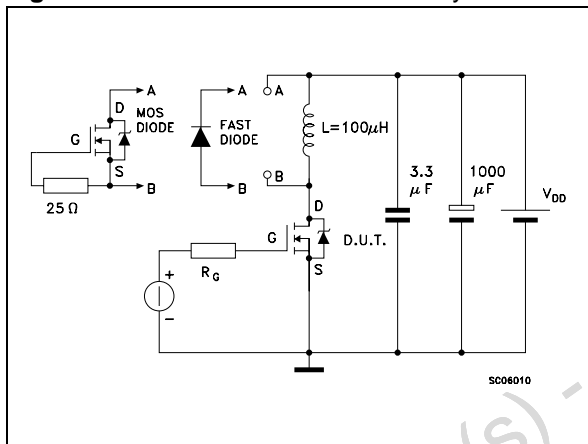 A
D
MOS
DIODE
G
S
B
25 Ω
A
FAST
DIODE
B
A
L=100μH
B
D
G
S
D.U.T.
RG
+
-
3.3
μF
1000
μF
VDD
SC06010
(s) -